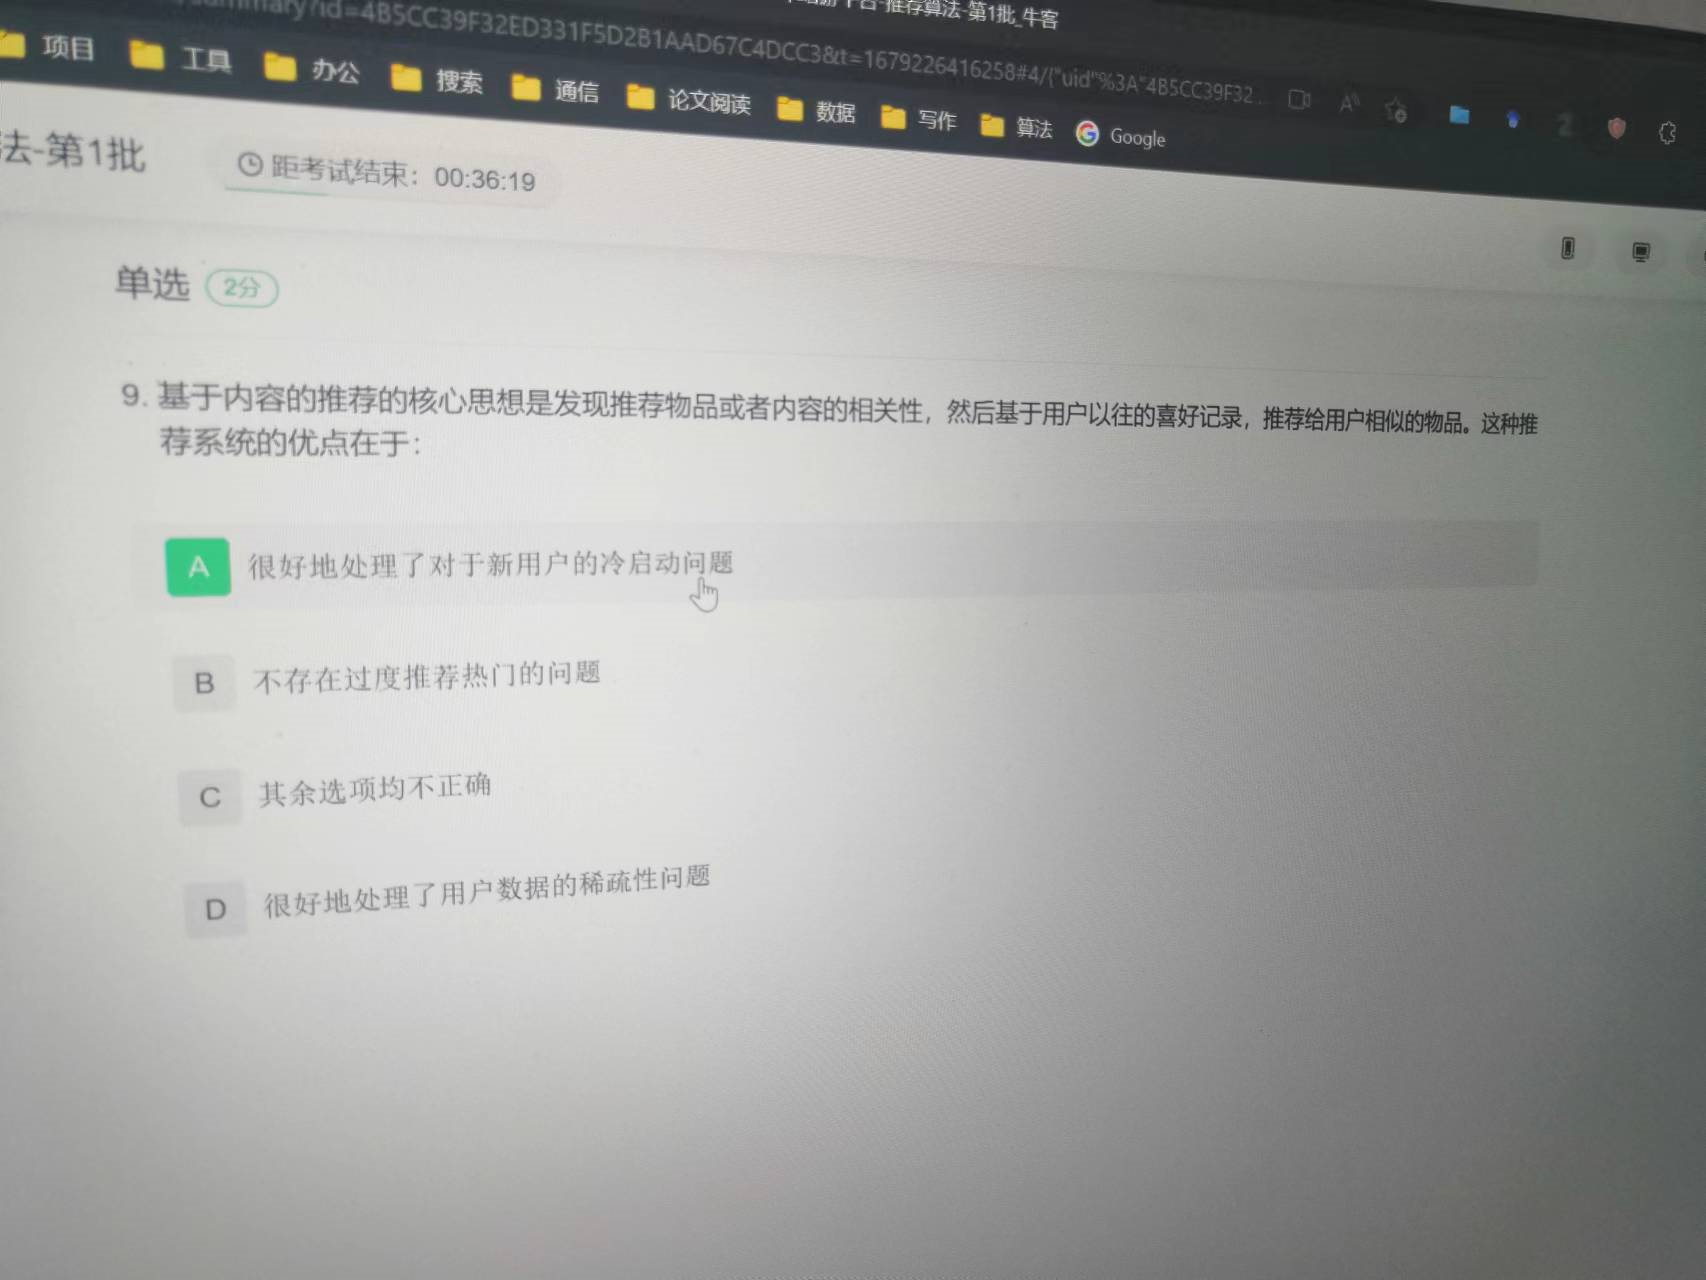 推荐算法-第1批_牛客
summary?id=4B5CC39F32ED331F5D2B1AAD67C4DCC3&t=1679226416258#4/{"uid"%3A"4B5CC39F32...
项目 工具 办公 搜索 通信 论文阅读 数据 写作 算法 Google
法-第1批 距考试结束：00:36:19
单选 2分
9. 基于内容的推荐的核心思想是发现推荐物品或者内容的相关性，然后基于用户以往的喜好记录，推荐给用户相似的物品。这种推
荐系统的优点在于：
A 很好地处理了对于新用户的冷启动问题
B 不存在过度推荐热门的问题
C 其余选项均不正确
D 很好地处理了用户数据的稀疏性问题